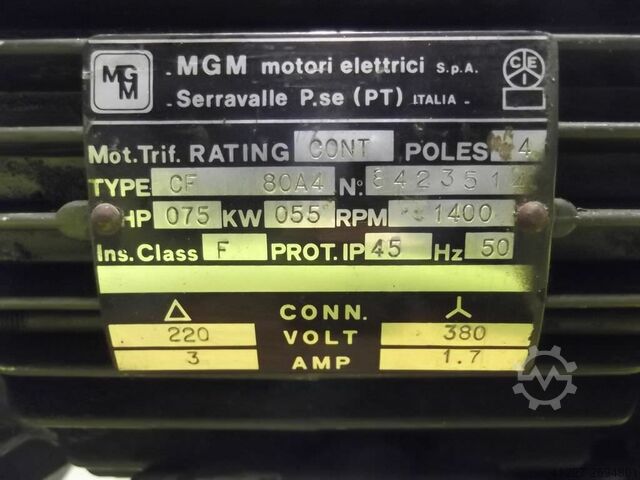 MGM
MGM motori elettrici S.p.A.
CEI
Serravalle P.se (PT) ITALIA
Mot.Trif. RATING CONT POLES 4
TYPE CF 80A4 N°
HP 075 KW 055 RPM 1400
Ins.Class F PROT.IP 45 Hz 50
△ CONN.
220 VOLT 380
3 AMP 1.7